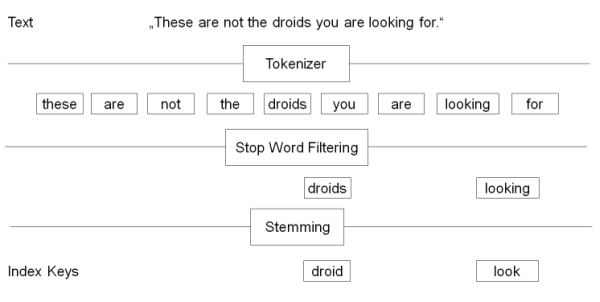 Text „These are not the droids you are looking for.“
Tokenizer
these are not the droids you are looking for
Stop Word Filtering
droids looking
Stemming
Index Keys droid look